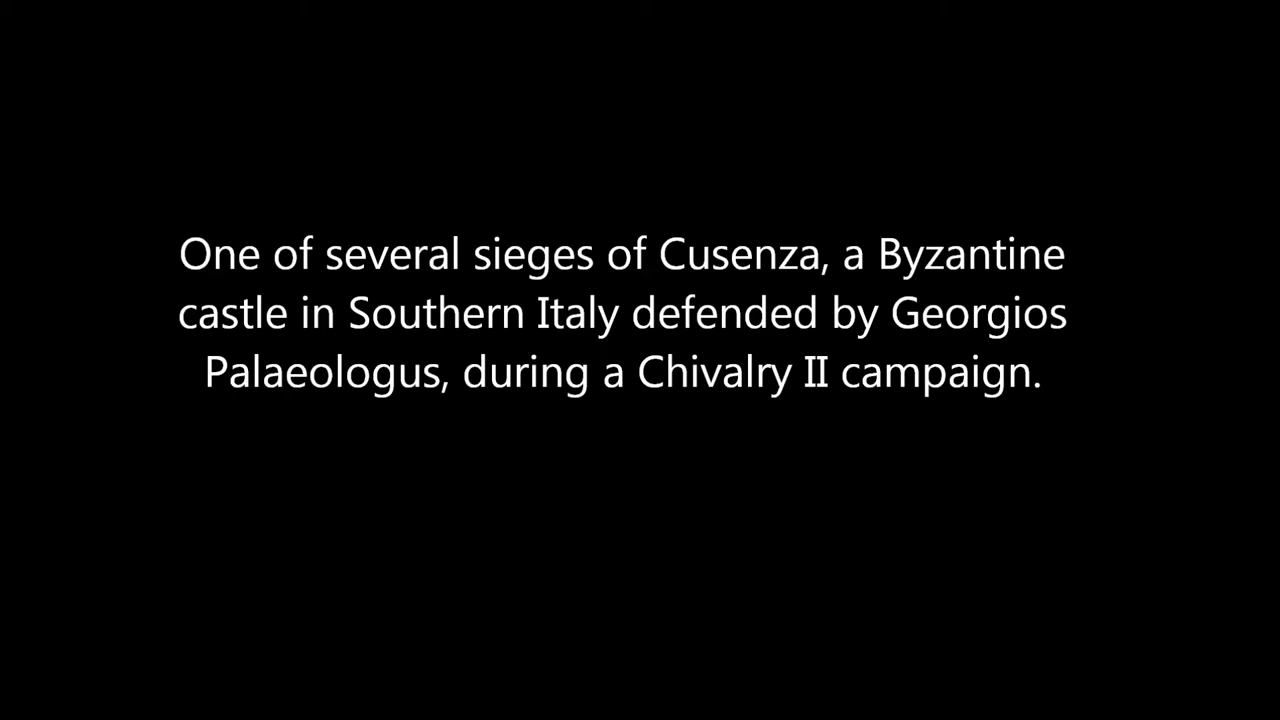 One of several sieges of Cusenza, a Byzantine
castle in Southern Italy defended by Georgios
Palaeologus, during a Chivalry II campaign.